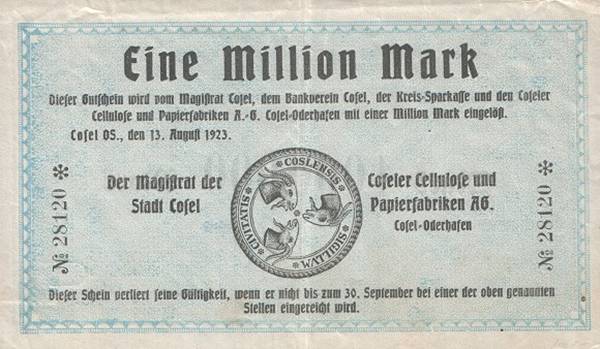 Eine Million Mark
Dieser Gutschein wird vom Magistrat Cosel, dem Bankverein Cosel, der Kreis-Sparkasse und den Coseler
Cellulose und Papierfabriken A.-G. Cosel-Oderhafen mit einer Million Mark eingelöst.
Cosel OS., den 13. August 1923.
Der Magistrat der
Stadt Cosel
CIVITATIS COSLENSIS SIGILLVM
Coseler Cellulose und
Papierfabriken AG.
Cosel-Oderhafen
№ 28120 *
№ 28120 *
Dieser Schein verliert seine Gültigkeit, wenn er nicht bis zum 30. September bei einer der oben genannten
Stellen eingereicht wird.